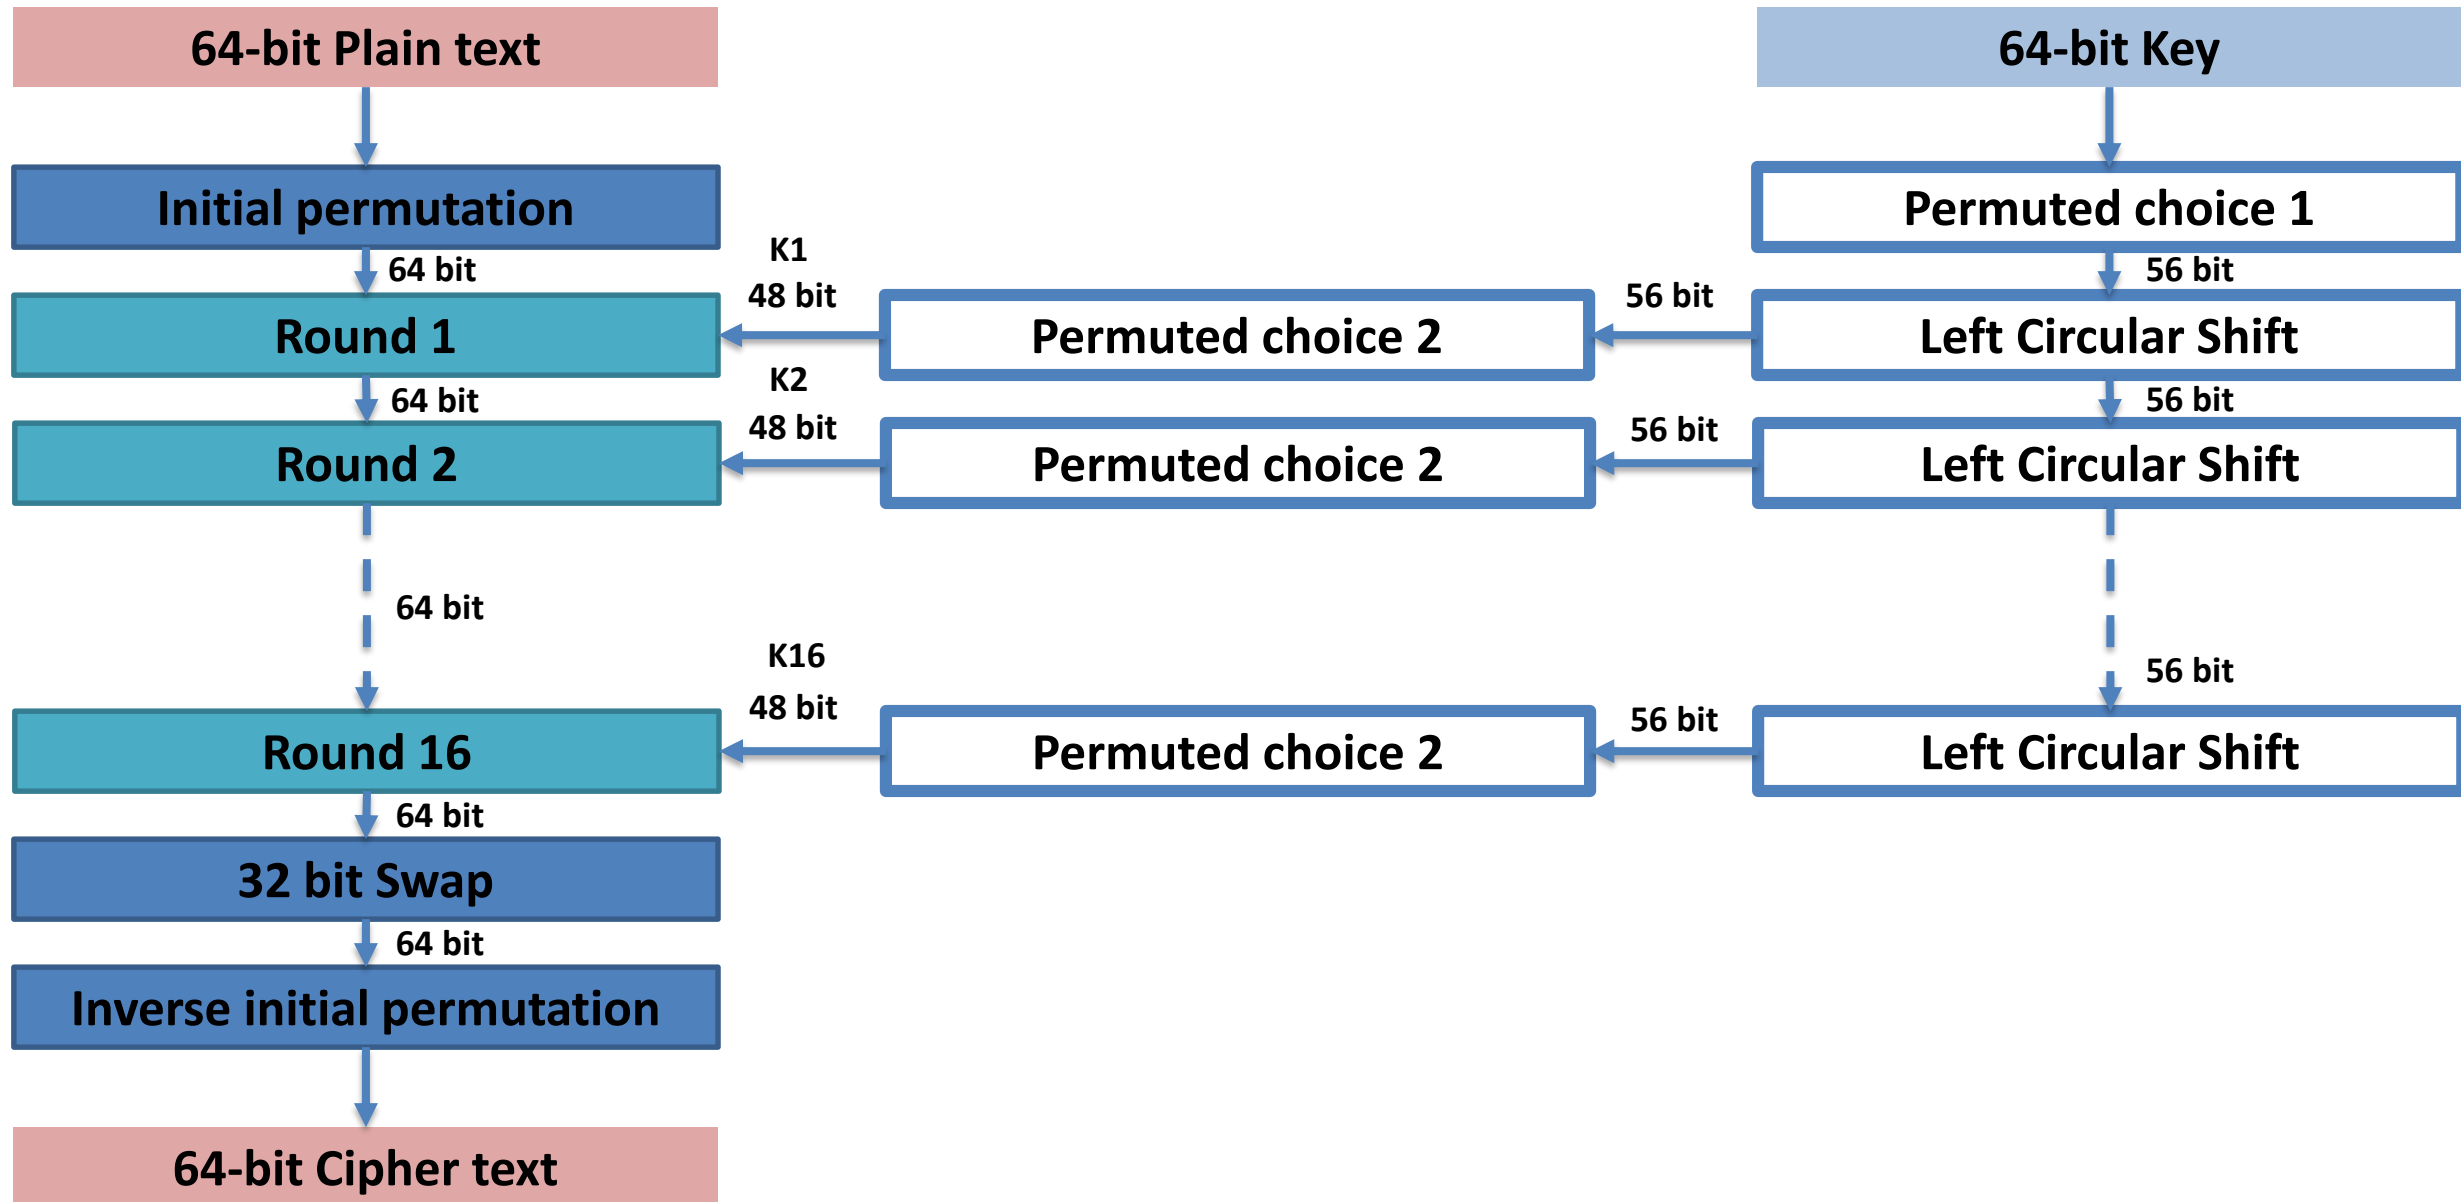 64-bit Plain text
64-bit Key
Initial permutation
Permuted choice 1
64 bit
K1
48 bit
56 bit
56 bit
Round 1
Permuted choice 2
Left Circular Shift
64 bit
K2
48 bit
56 bit
56 bit
Round 2
Permuted choice 2
Left Circular Shift
64 bit
K16
48 bit
56 bit
56 bit
Round 16
Permuted choice 2
Left Circular Shift
64 bit
32 bit Swap
64 bit
Inverse initial permutation
64-bit Cipher text